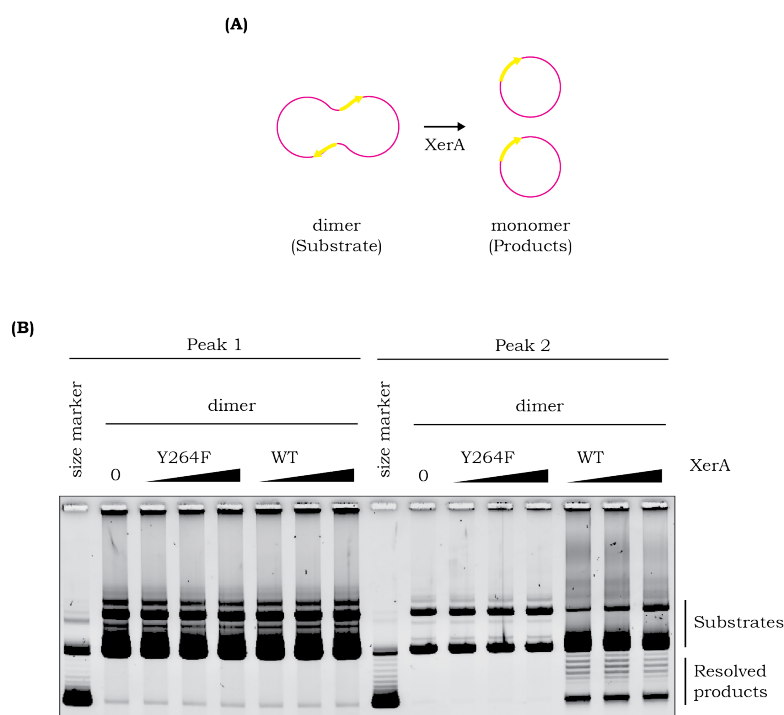 (A)
XerA
dimer
(Substrate)
monomer
(Products)
(B)
Peak 1
Peak 2
size marker
dimer
size marker
dimer
0
Y264F
WT
0
Y264F
WT
XerA
Substrates
Resolved
products